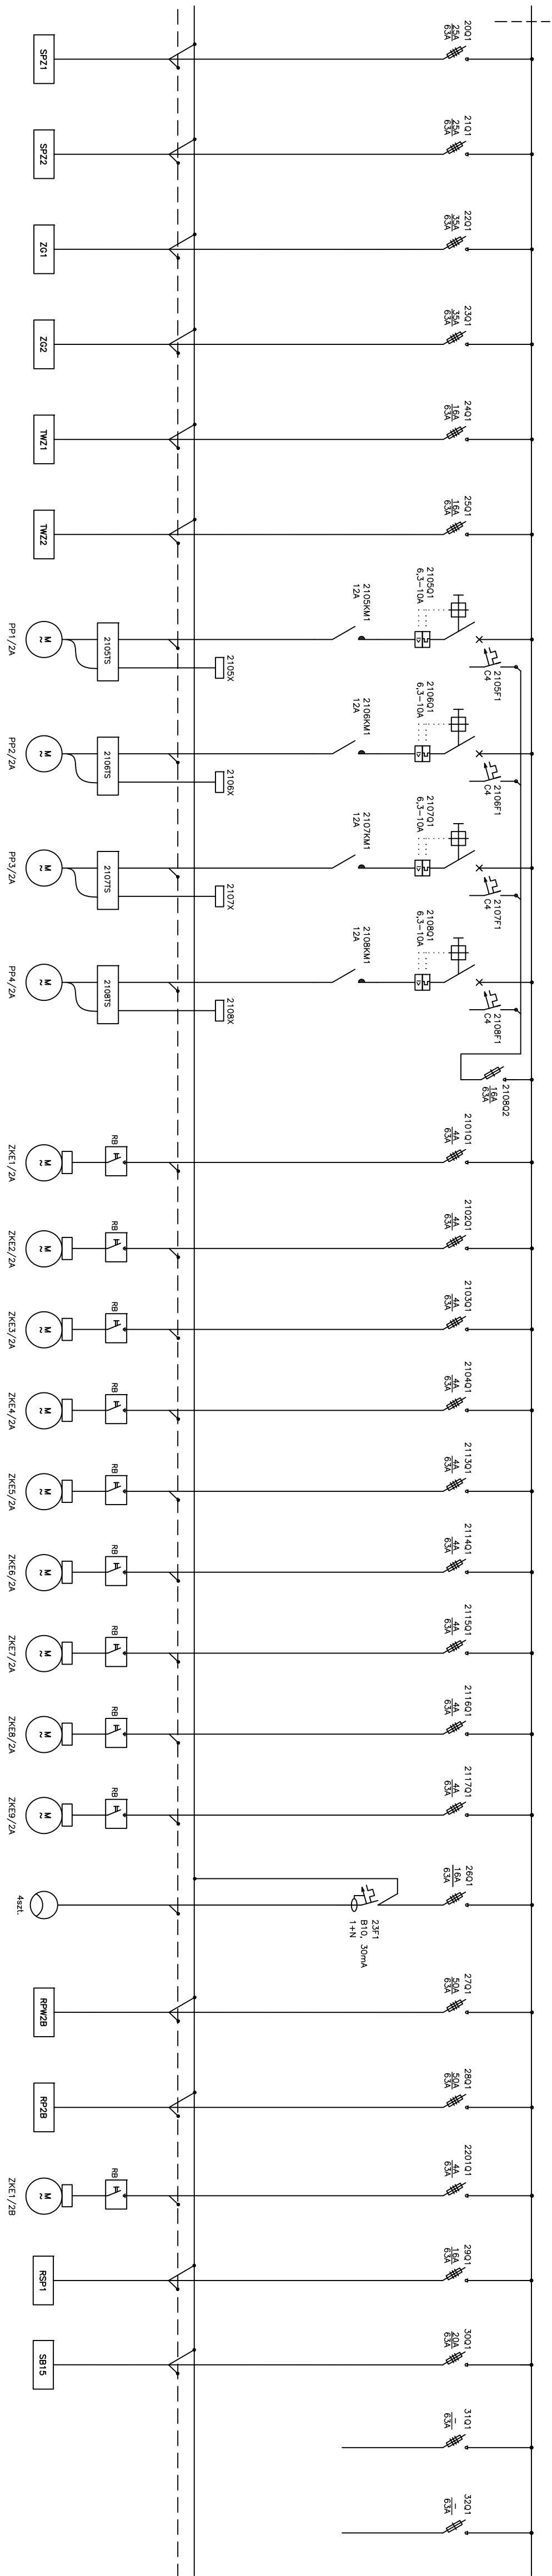 20Q1
25A
63A
SPZ1
21Q1
25A
63A
SPZ2
22Q1
35A
63A
ZG1
23Q1
35A
63A
ZG2
24Q1
16A
63A
TWZ1
25Q1
16A
63A
TWZ2
2105F1
C4
2105Q1
6,3-10A
2105KM1
12A
2105X
2105TS
M
~
PP1/2A
2106F1
C4
2106Q1
6,3-10A
2106KM1
12A
2106X
2106TS
M
~
PP2/2A
2107F1
C4
2107Q1
6,3-10A
2107KM1
12A
2107X
2107TS
M
~
PP3/2A
2108F1
C4
2108Q1
6,3-10A
2108KM1
12A
2108X
2108TS
M
~
PP4/2A
2108Q2
16A
63A
2101Q1
4A
63A
RB
M
~
ZKE1/2A
2102Q1
4A
63A
RB
M
~
ZKE2/2A
2103Q1
4A
63A
RB
M
~
ZKE3/2A
2104Q1
4A
63A
RB
M
~
ZKE4/2A
2113Q1
4A
63A
RB
M
~
ZKE5/2A
2114Q1
4A
63A
RB
M
~
ZKE6/2A
2115Q1
4A
63A
RB
M
~
ZKE7/2A
2116Q1
4A
63A
RB
M
~
ZKE8/2A
2117Q1
4A
63A
RB
M
~
ZKE9/2A
26Q1
16A
63A
23F1
B10, 30mA
1+N
4szt.
27Q1
50A
63A
RPW2B
28Q1
50A
63A
RP2B
2201Q1
4A
63A
RB
M
~
ZKE1/2B
29Q1
16A
63A
RSP1
30Q1
20A
63A
SB15
31Q1
–
63A
32Q1
–
63A